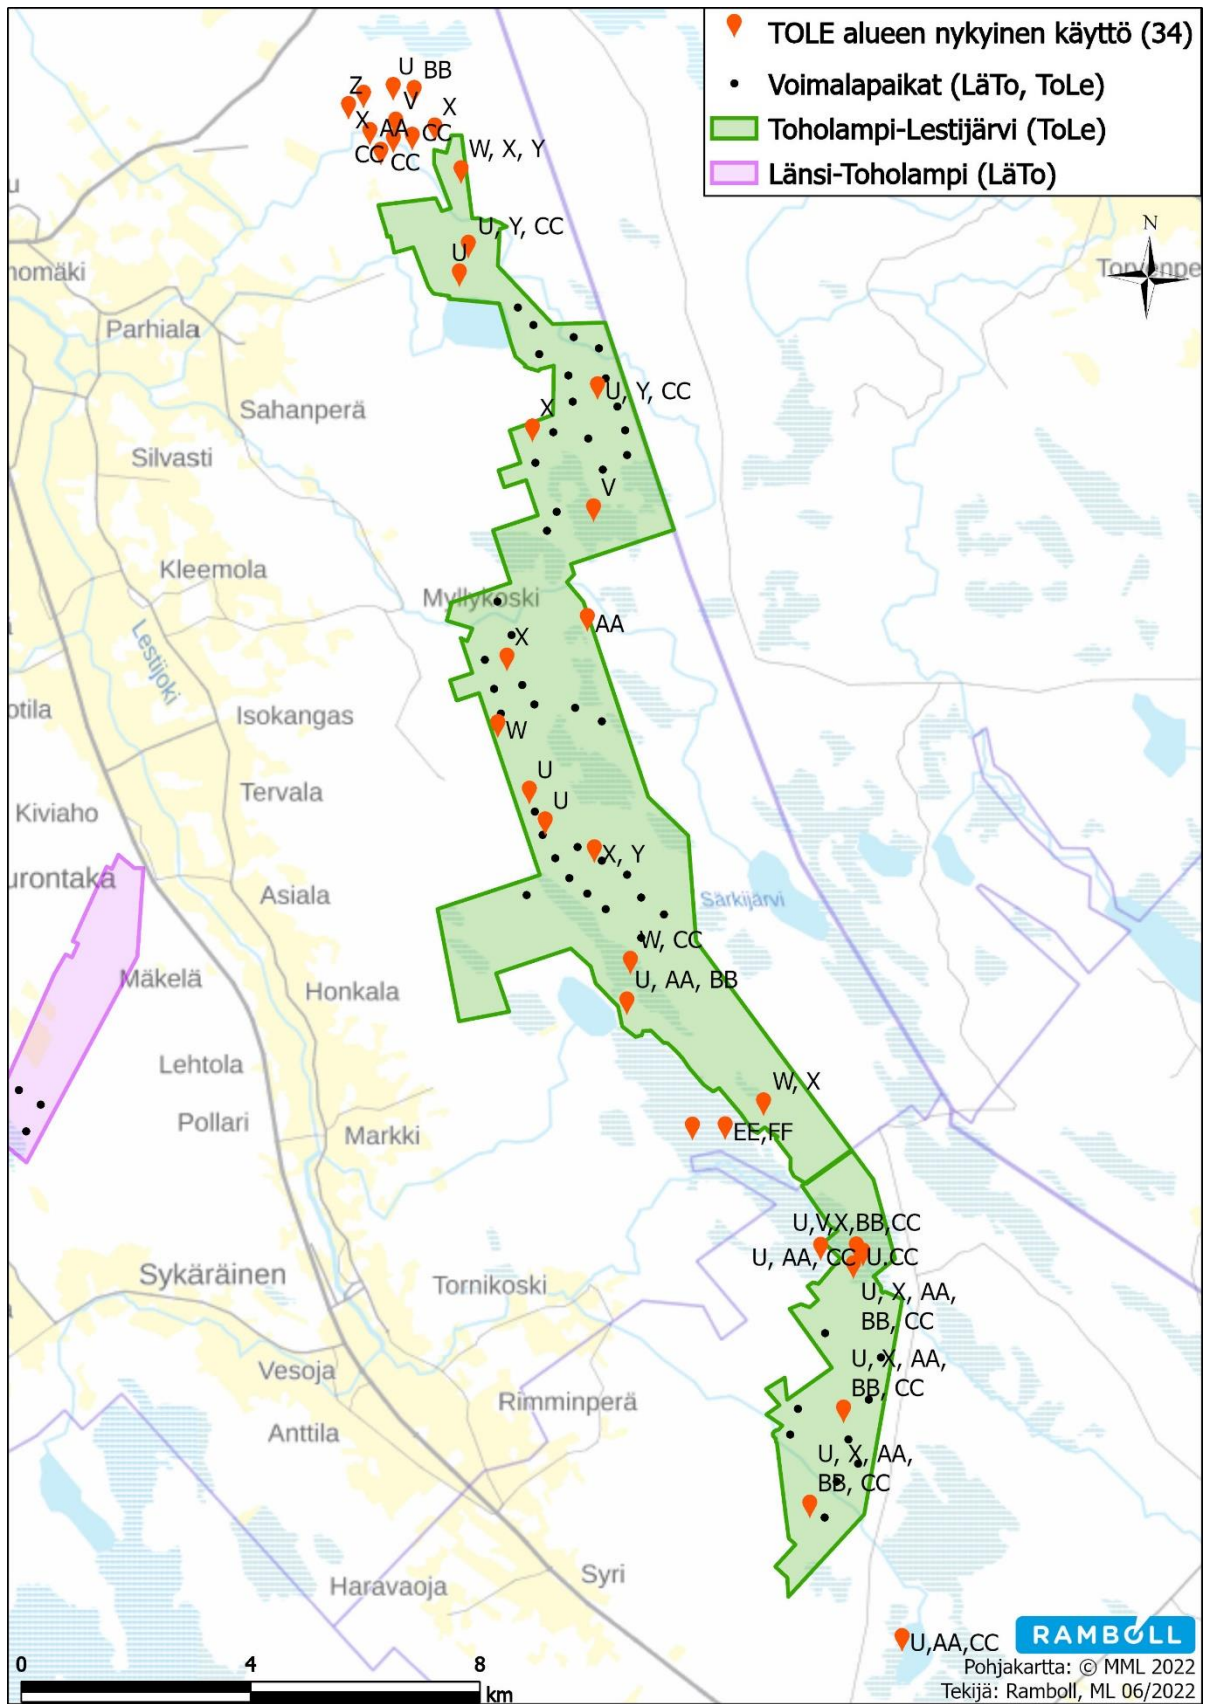 TOLE alueen nykyinen käyttö (34)
Voimalapaikat (LäTo, ToLe)
Toholampi-Lestijärvi (ToLe)
Länsi-Toholampi (LäTo)
N
U BB
Z
V
X
X
AA
CC
CC
CC
W, X, Y
U, Y, CC
U
Parhiala
U, Y, CC
Sahanperä
X
Silvasti
V
Kleemola
Myllykoski
AA
X
Lestijoki
Isokangas
W
U
Tervala
U
Kiviaho
X, Y
Asiala
Särkijärvi
W, CC
Mäkelä
U, AA, BB
Honkala
Lehtola
W, X
Pollari
Markki
EE,FF
U,V,X,BB,CC
U, AA, CC
U.CC
Sykäräinen
Tornikoski
U, X, AA,
BB, CC
U, X, AA,
BB, CC
Vesoja
Rimminperä
Anttila
U, X, AA,
BB, CC
Syri
Haravaoja
U,AA,CC
RAMBOLL
0 4 8
km
Pohjakartta: © MML 2022
Tekijä: Ramboll, ML 06/2022